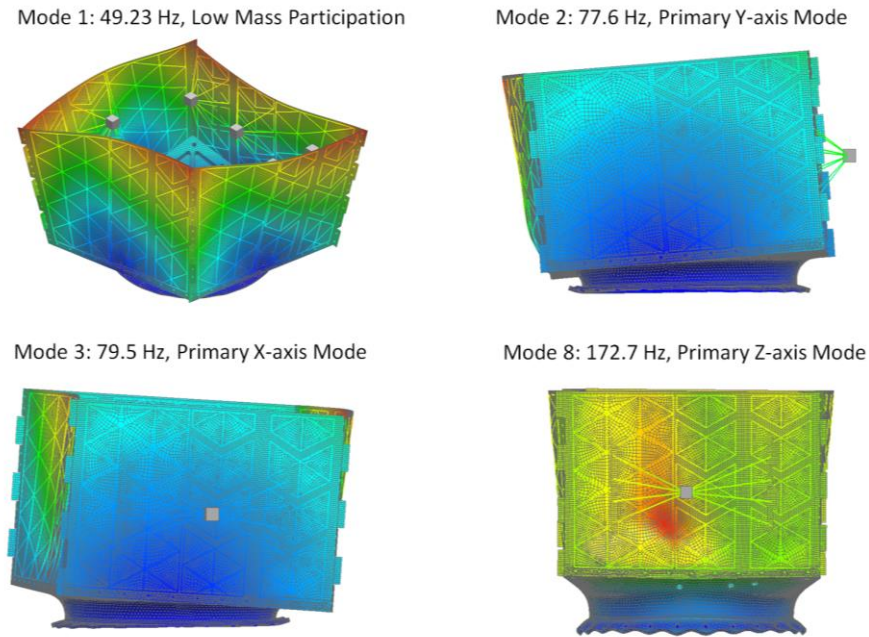 Mode 1: 49.23 Hz, Low Mass Participation
Mode 2: 77.6 Hz, Primary Y-axis Mode
Mode 3: 79.5 Hz, Primary X-axis Mode
Mode 8: 172.7 Hz, Primary Z-axis Mode